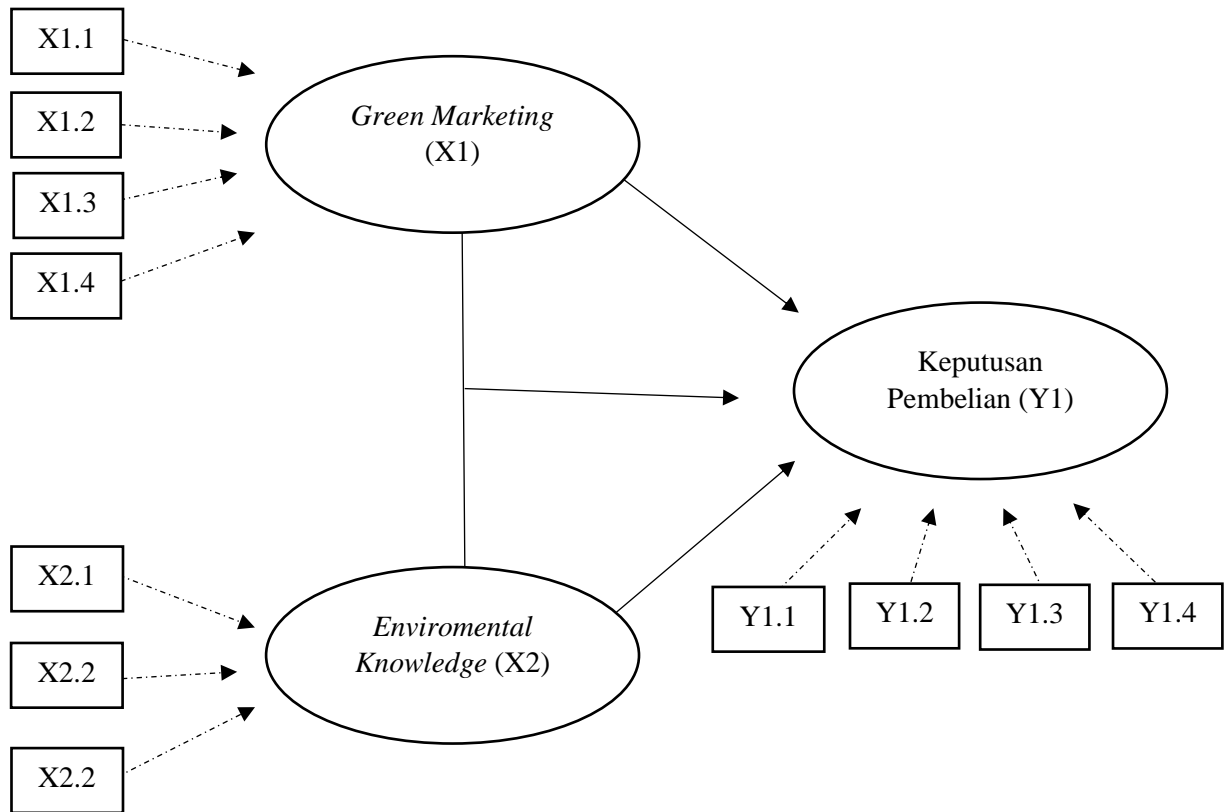 X1.1
X1.2
X1.3
X1.4
Green Marketing
(X1)
Keputusan
Pembelian (Y1)
X2.1
X2.2
X2.2
Enviromental
Knowledge (X2)
Y1.1
Y1.2
Y1.3
Y1.4